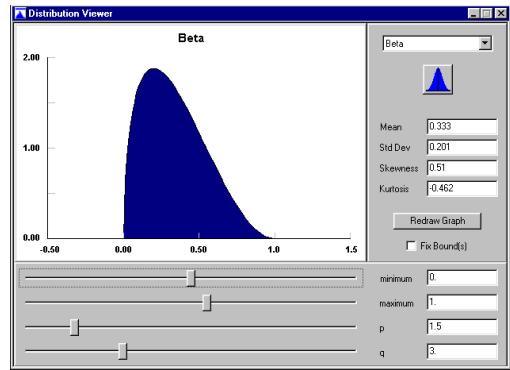 Distribution Viewer
Beta
2.00
1.00
0.00
-0.50
0.00
0.50
1.0
1.5
Beta
Mean 0.333
Std Dev 0.201
Skewness 0.51
Kurtosis -0.462
Redraw Graph
Fix Bound(s)
minimum 0.
maximum 1.
p 1.5
q 3.